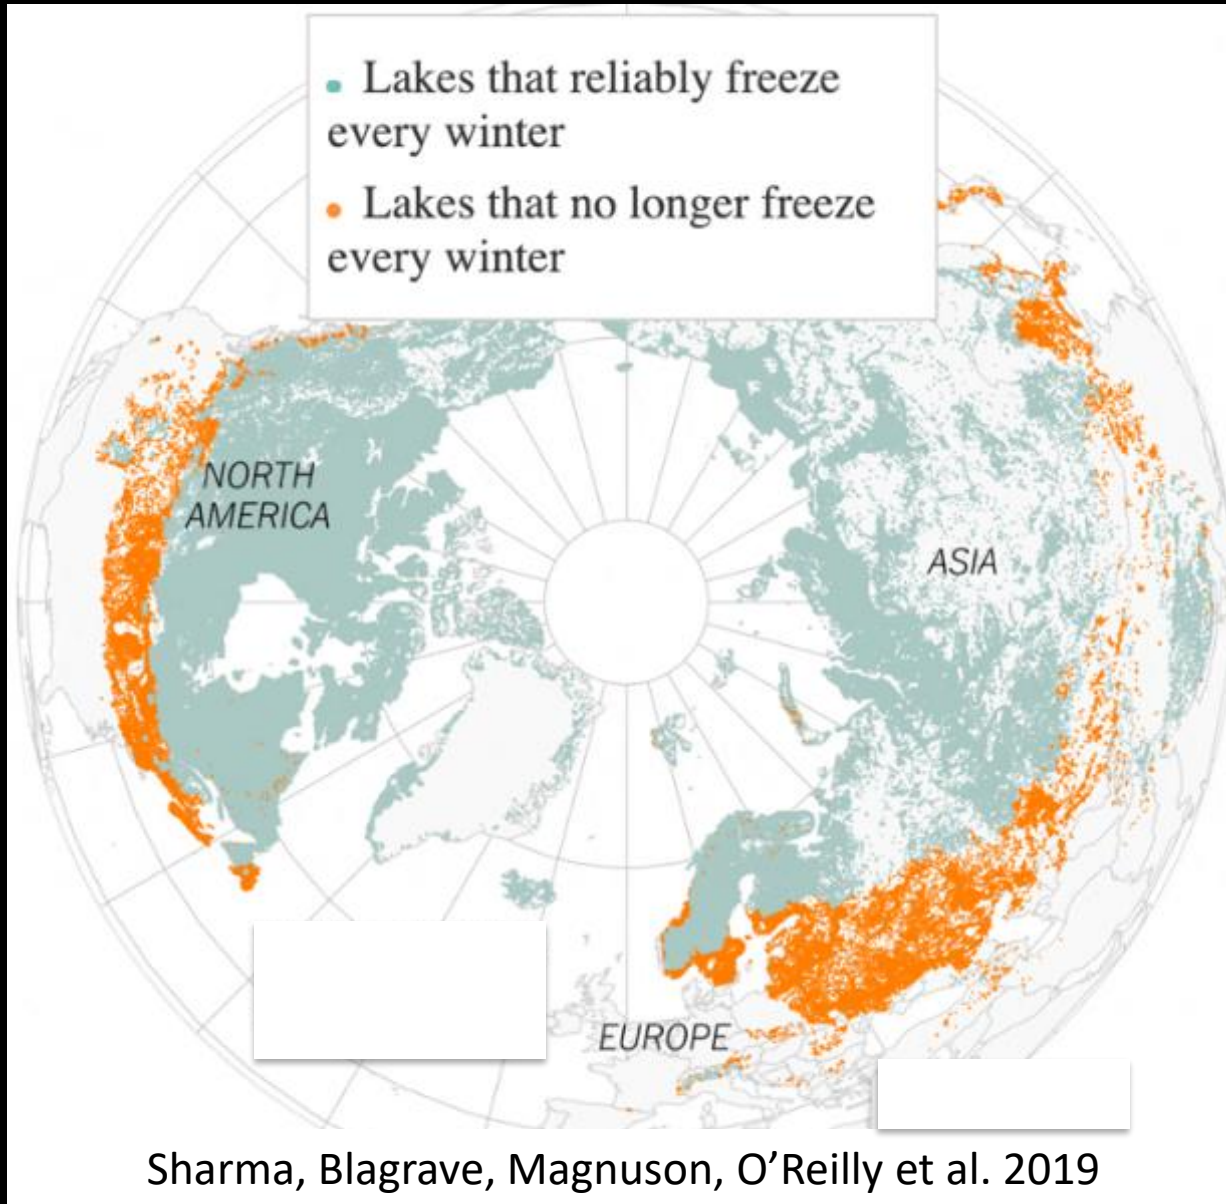 Lakes that reliably freeze
every winter
Lakes that no longer freeze
every winter
NORTH
AMERICA
ASIA
EUROPE
Sharma, Blagrave, Magnuson, O’Reilly et al. 2019